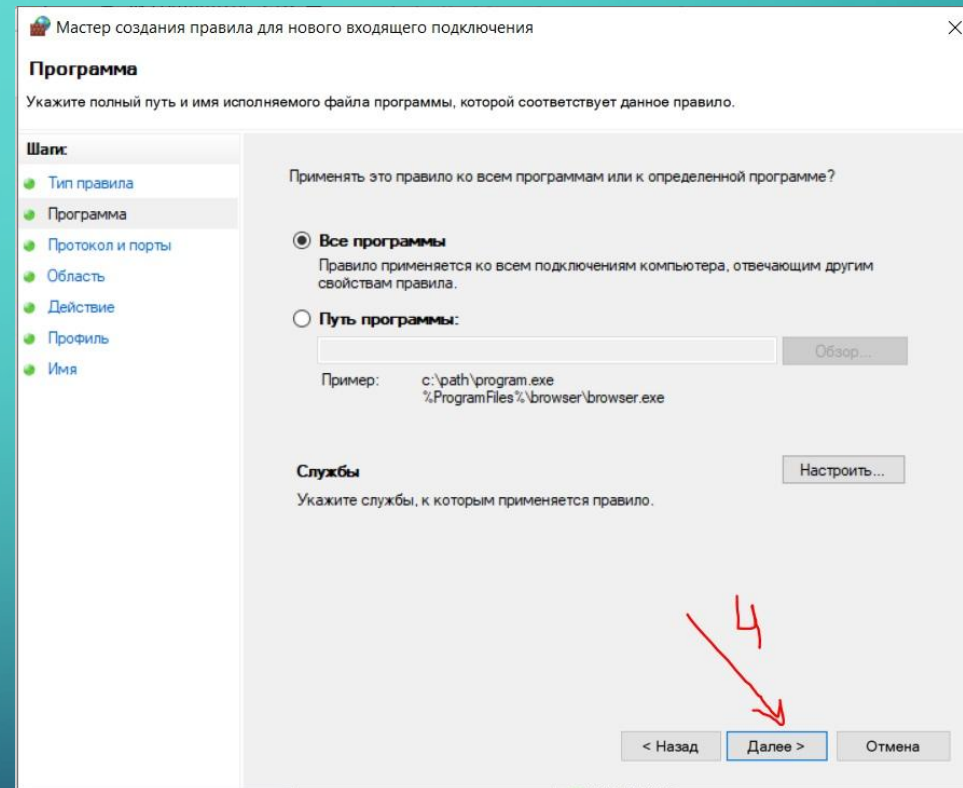 Мастер создания правила для нового входящего подключения
Программа
Укажите полный путь и имя исполняемого файла программы, которой соответствует данное правило.
Шаги:
Тип правила
Программа
Протокол и порты
Область
Действие
Профиль
Имя
Применять это правило ко всем программам или к определенной программе?
Все программы
Правило применяется ко всем подключениям компьютера, отвечающим другим
свойствам правила.
Путь программы:
Обзор...
Пример: c:\path\program.exe
%ProgramFiles%\browser\browser.exe
Службы
Настроить...
Укажите службы, к которым применяется правило.
4
< Назад Далее > Отмена